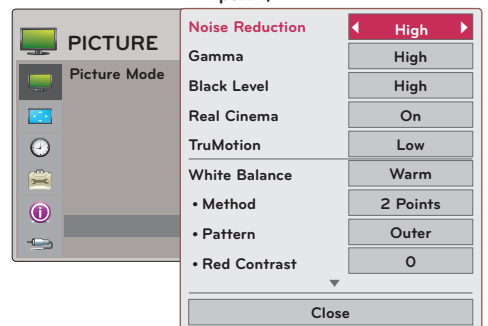 PICTURE
Picture Mode
Noise Reduction High
Gamma High
Black Level High
Real Cinema On
TruMotion Low
White Balance Warm
• Method 2 Points
• Pattern Outer
• Red Contrast 0
Close